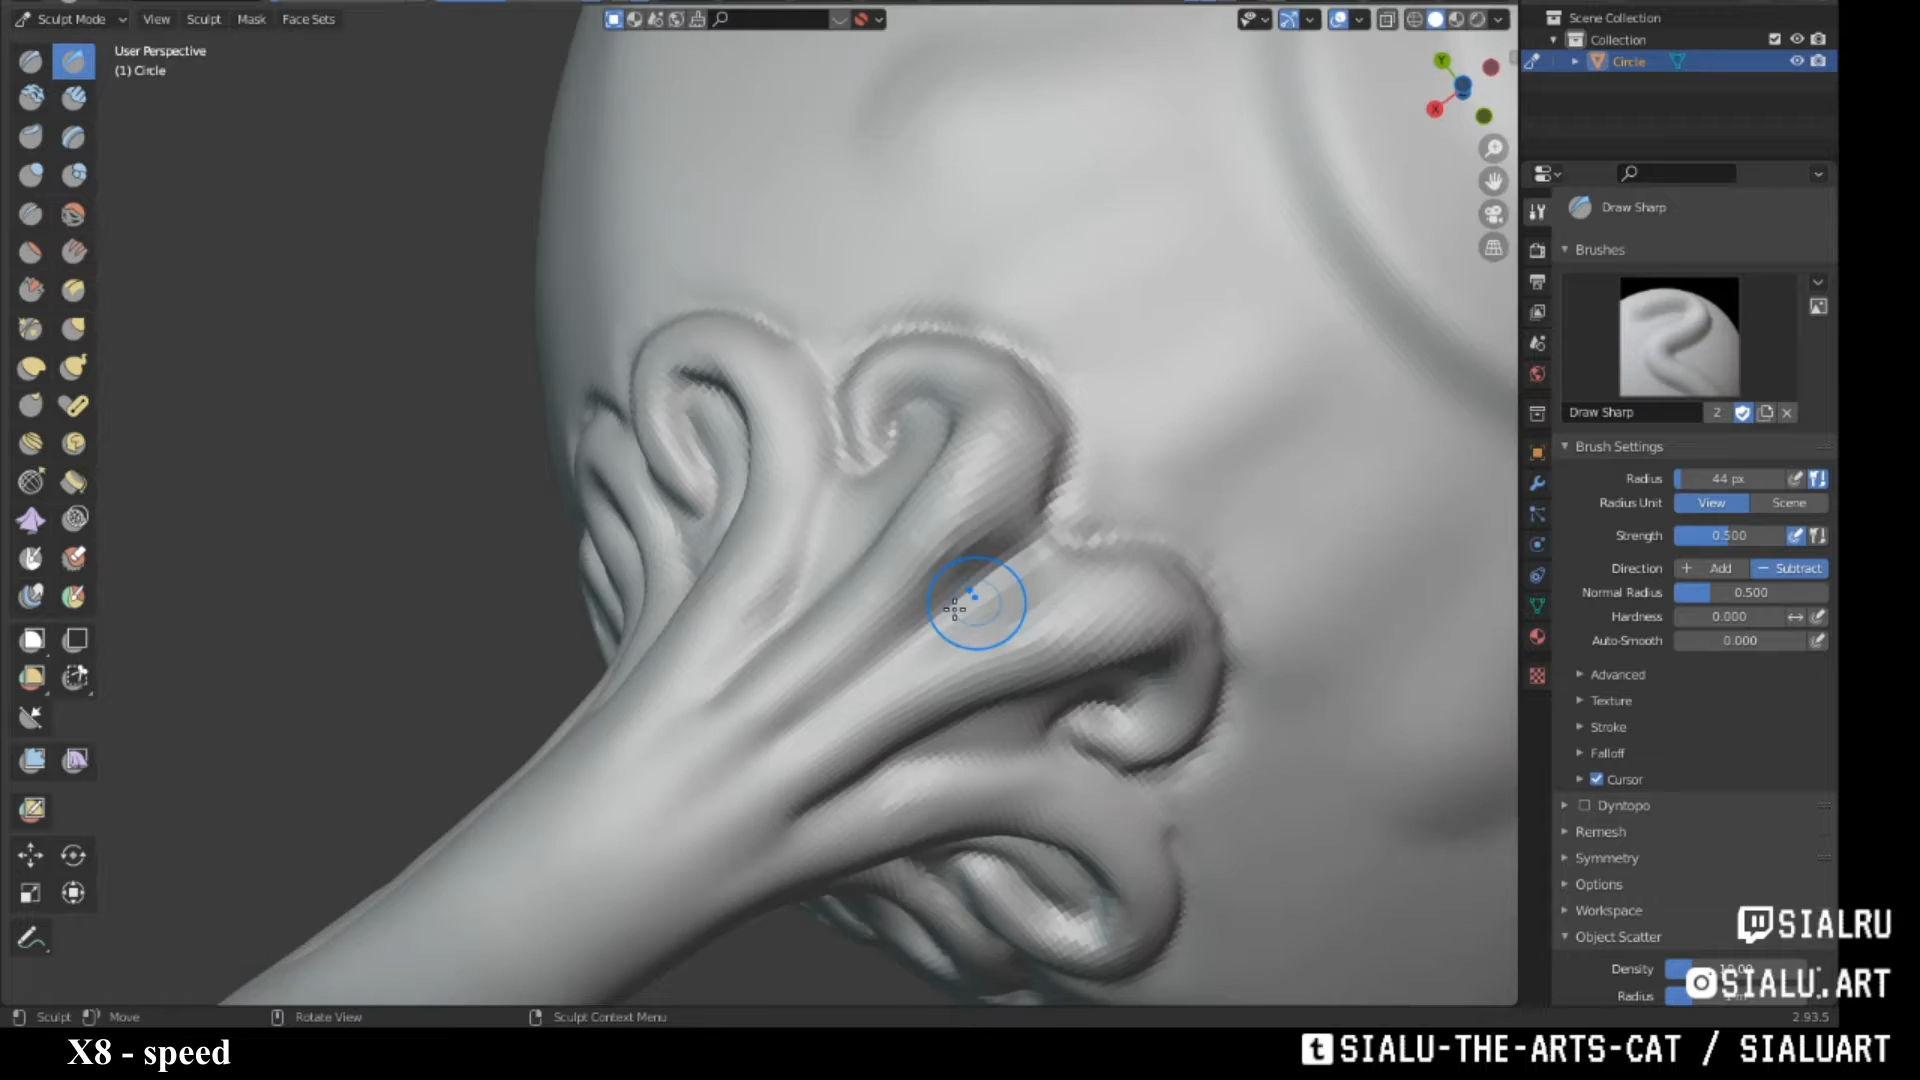 Sculpt Mode View Sculpt Mask Face Sets
User Perspective
(1) Circle
Y
X
Scene Collection
Collection
Circle
Draw Sharp
Brushes
Draw Sharp 2
Brush Settings
Radius 44 px
Radius Unit View Scene
Strength 0.500
Direction + Add − Subtract
Normal Radius 0.500
Hardness 0.000
Auto-Smooth 0.000
Advanced
Texture
Stroke
Falloff
Cursor
Dyntopo
Remesh
Symmetry
Options
Workspace
Object Scatter
Density
Radius
SIALRU
SIALU.ART
Sculpt Move Rotate View Sculpt Context Menu 2.93.5
X8 - speed
t SIALU-THE-ARTS-CAT / SIALUART